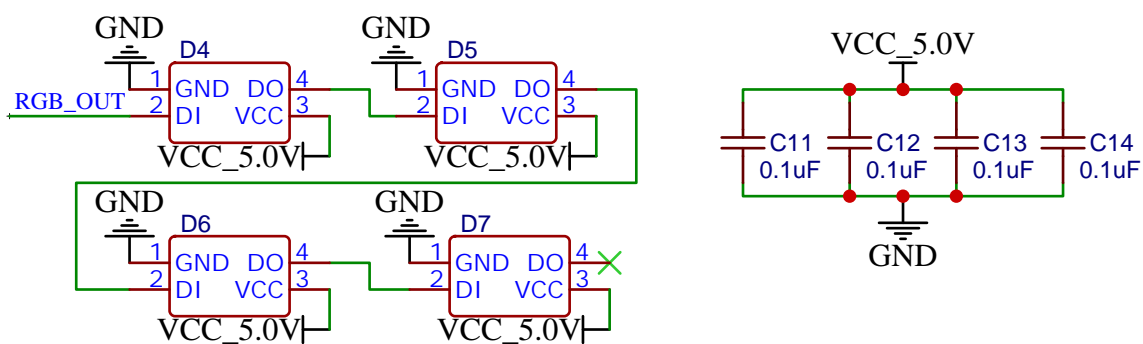 GND
GND
D4
D5
1 GND DO 4
1 GND DO 4
RGB_OUT
2 DI VCC 3
2 DI VCC 3
VCC_5.0V
VCC_5.0V
GND
GND
D6
D7
1 GND DO 4
1 GND DO 4
2 DI VCC 3
2 DI VCC 3
VCC_5.0V
VCC_5.0V
VCC_5.0V
C11
0.1uF
C12
0.1uF
C13
0.1uF
C14
0.1uF
GND